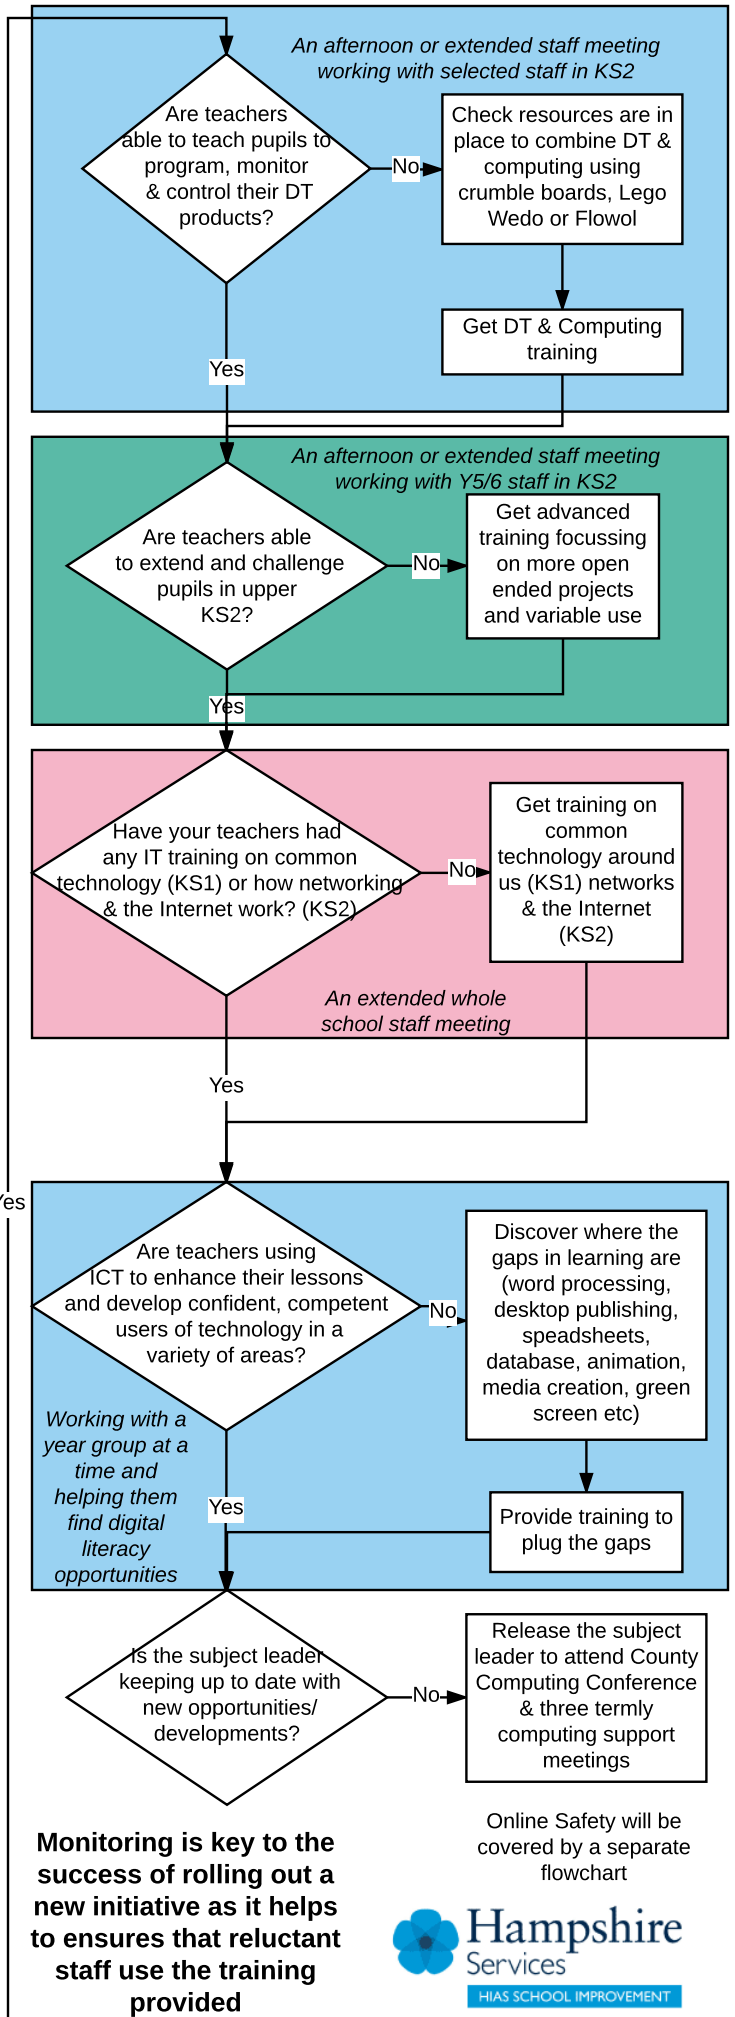 An afternoon or extended staff meeting
working with selected staff in KS2
Are teachers
able to teach pupils to
program, monitor
& control their DT
products?
No
Check resources are in
place to combine DT &
computing using
crumble boards, Lego
Wedo or Flowol
Get DT & Computing
training
Yes
An afternoon or extended staff meeting
working with Y5/6 staff in KS2
Are teachers able
to extend and challenge
pupils in upper
KS2?
No
Get advanced
training focussing
on more open
ended projects
and variable use
Yes
Have your teachers had
any IT training on common
technology (KS1) or how networking
& the Internet work? (KS2)
No
Get training on
common
technology around
us (KS1) networks
& the Internet
(KS2)
An extended whole
school staff meeting
Yes
Yes
Are teachers using
ICT to enhance their lessons
and develop confident, competent
users of technology in a
variety of areas?
No
Discover where the
gaps in learning are
(word processing,
desktop publishing,
speadsheets,
database, animation,
media creation, green
screen etc)
Working with a
year group at a
time and
helping them
find digital
literacy
opportunities
Yes
Provide training to
plug the gaps
Is the subject leader
keeping up to date with
new opportunities/
developments?
No
Release the subject
leader to attend County
Computing Conference
& three termly
computing support
meetings
Monitoring is key to the
success of rolling out a
new initiative as it helps
to ensures that reluctant
staff use the training
provided
Online Safety will be
covered by a separate
flowchart
Hampshire
Services
HIAS SCHOOL IMPROVEMENT